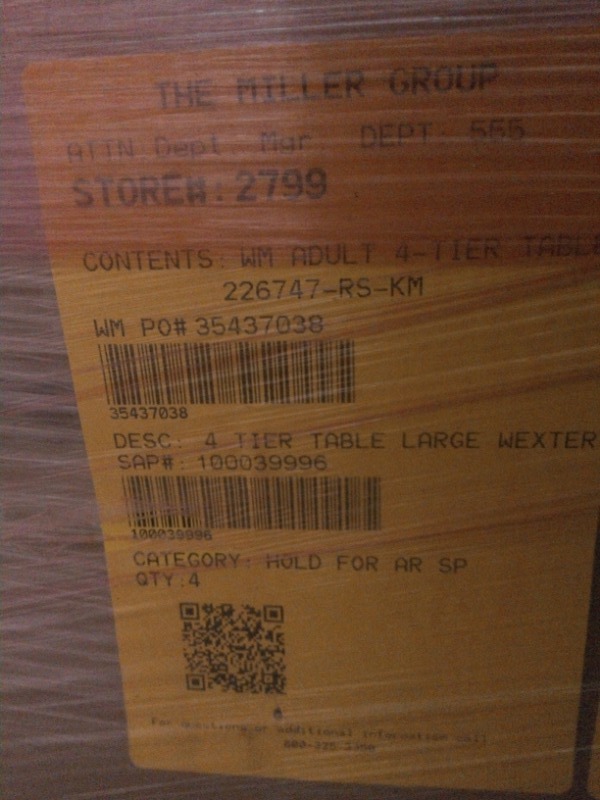 THE MILLER GROUP
ATTN Dept. Mgr. DEPT. 555
STORE#: 2799
CONTENTS: WM ADULT 4-TIER TABLE
226747-RS-KM
WM PO# 35437038
35437038
DESC: 4 TIER TABLE LARGE WEXTER
SAP#: 100039996
100039996
CATEGORY: HOLD FOR AR SP
QTY:4
For questions or additional information call